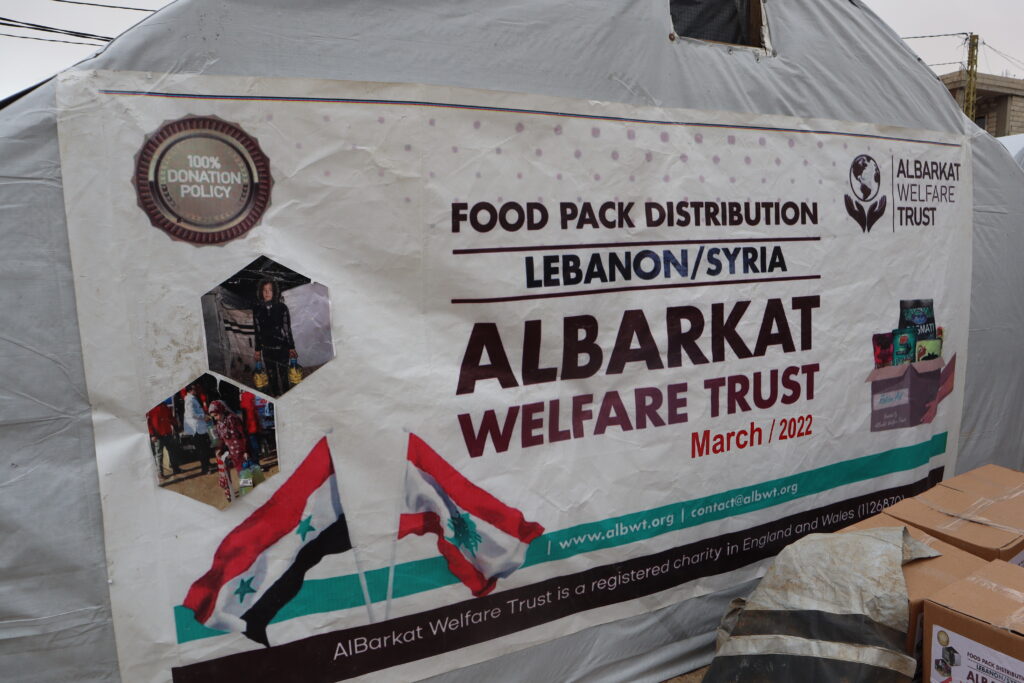 100%
DONATION
POLICY
FOOD PACK DISTRIBUTION
LEBANON/SYRIA
ALBARKAT
WELFARE TRUST
March / 2022
ALBARKAT
WELFARE
TRUST
| www.albwt.org | contact@albwt.org
AlBarkat Welfare Trust is a registered charity in England and Wales (1126870)
FOOD PACK DISTRIBUTION
LEBANON/